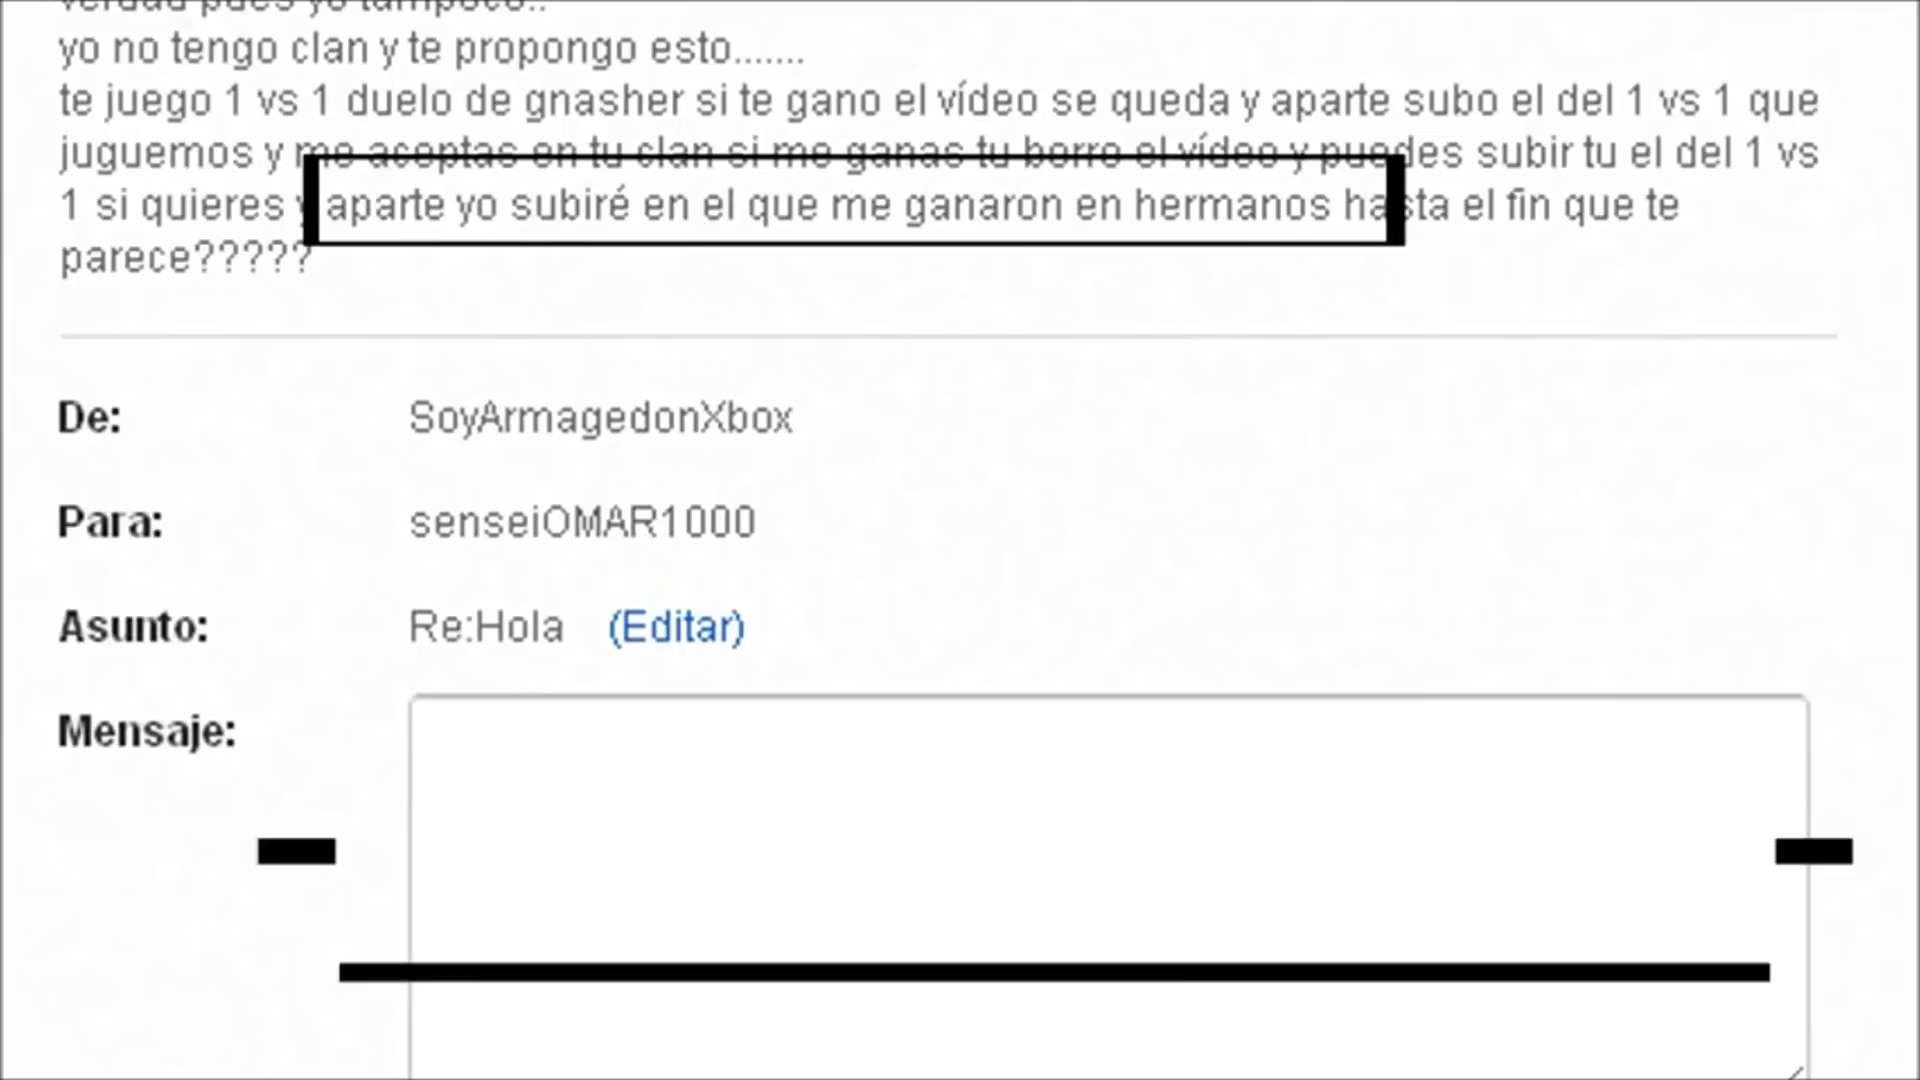 verdad pues yo tampoco..
yo no tengo clan y te propongo esto.......
te juego 1 vs 1 duelo de gnasher si te gano el vídeo se queda y aparte subo el del 1 vs 1 que
juguemos y me aceptas en tu clan si me ganas tu borro el vídeo y puedes subir tu el del 1 vs
1 si quieres y aparte yo subiré en el que me ganaron en hermanos hasta el fin que te
parece?????
De: SoyArmagedonXbox
Para: senseiOMAR1000
Asunto: Re:Hola (Editar)
Mensaje: